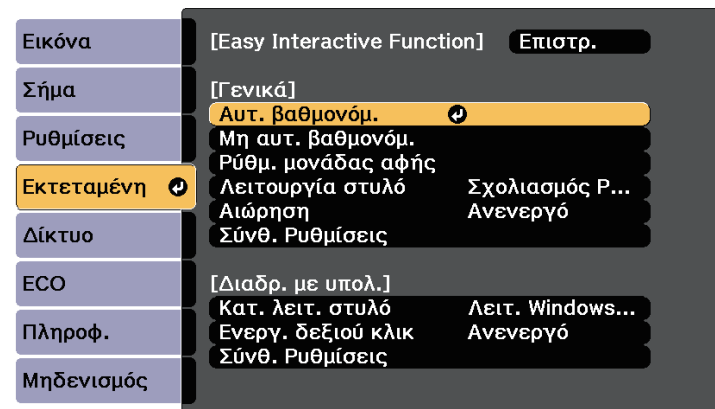 Εικόνα
Σήμα
Ρυθμίσεις
Εκτεταμένη
Δίκτυο
ECO
Πληροφ.
Μηδενισμός
[Easy Interactive Function] Επιστρ.
[Γενικά]
Αυτ. βαθμονόμ.
Μη αυτ. βαθμονόμ.
Ρύθμ. μονάδας αφής
Λειτουργία στυλό Σχολιασμός P...
Αιώρηση Ανενεργό
Σύνθ. Ρυθμίσεις
[Διαδρ. με υπολ.]
Κατ. λειτ. στυλό Λειτ. Windows...
Ενεργ. δεξιού κλικ Ανενεργό
Σύνθ. Ρυθμίσεις